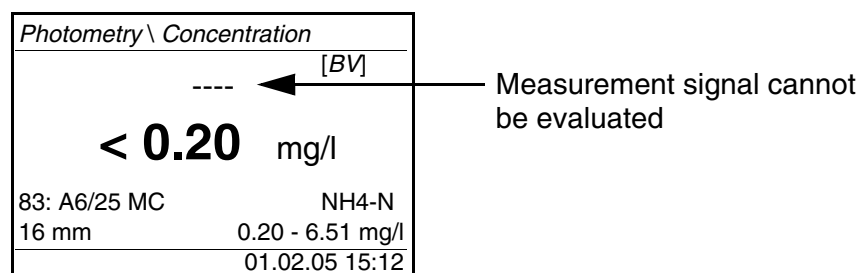 Photometry \ Concentration
[BV]
---- Measurement signal cannot
be evaluated
< 0.20 mg/l
83: A6/25 MC NH4-N
16 mm 0.20 - 6.51 mg/l
01.02.05 15:12